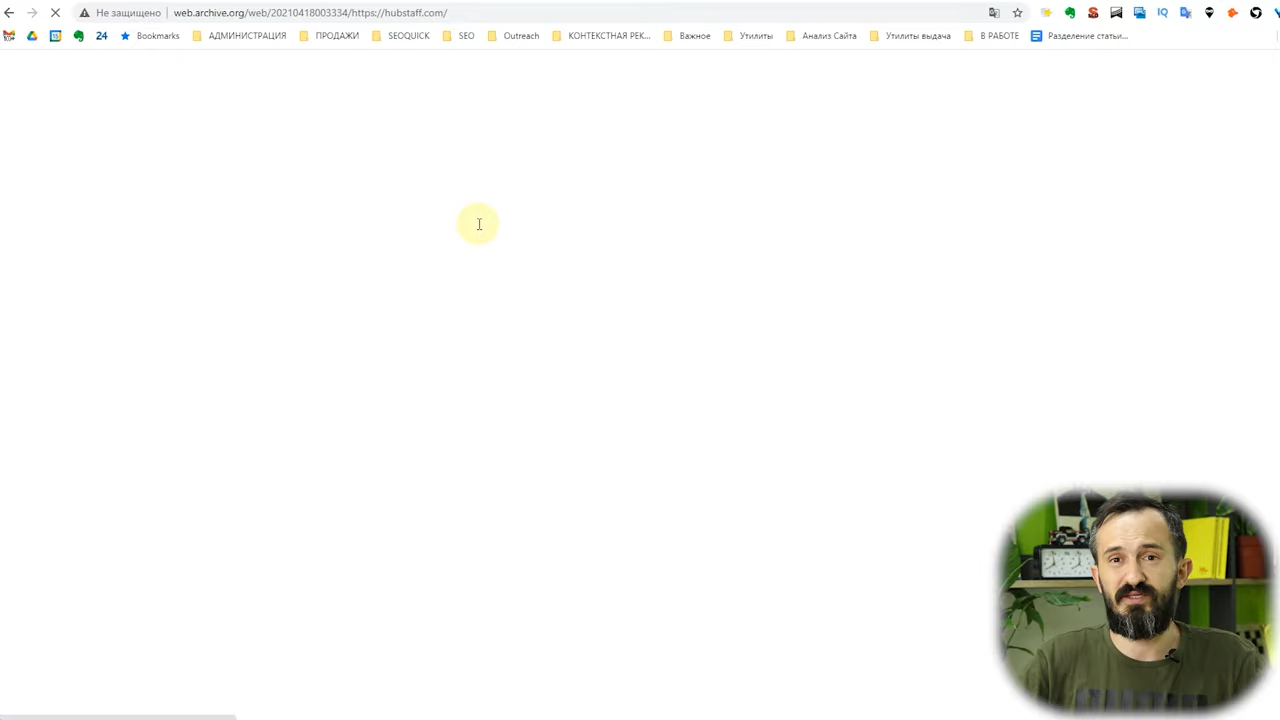 Не защищено web.archive.org/web/20210418003334/https://hubstaff.com/
24 Bookmarks АДМИНИСТРАЦИЯ ПРОДАЖИ SEOQUICK SEO Outreach КОНТЕКСТНАЯ РЕК... Важное Утилиты Анализ Сайта Утилиты выдача В РАБОТЕ Разделение статьи...